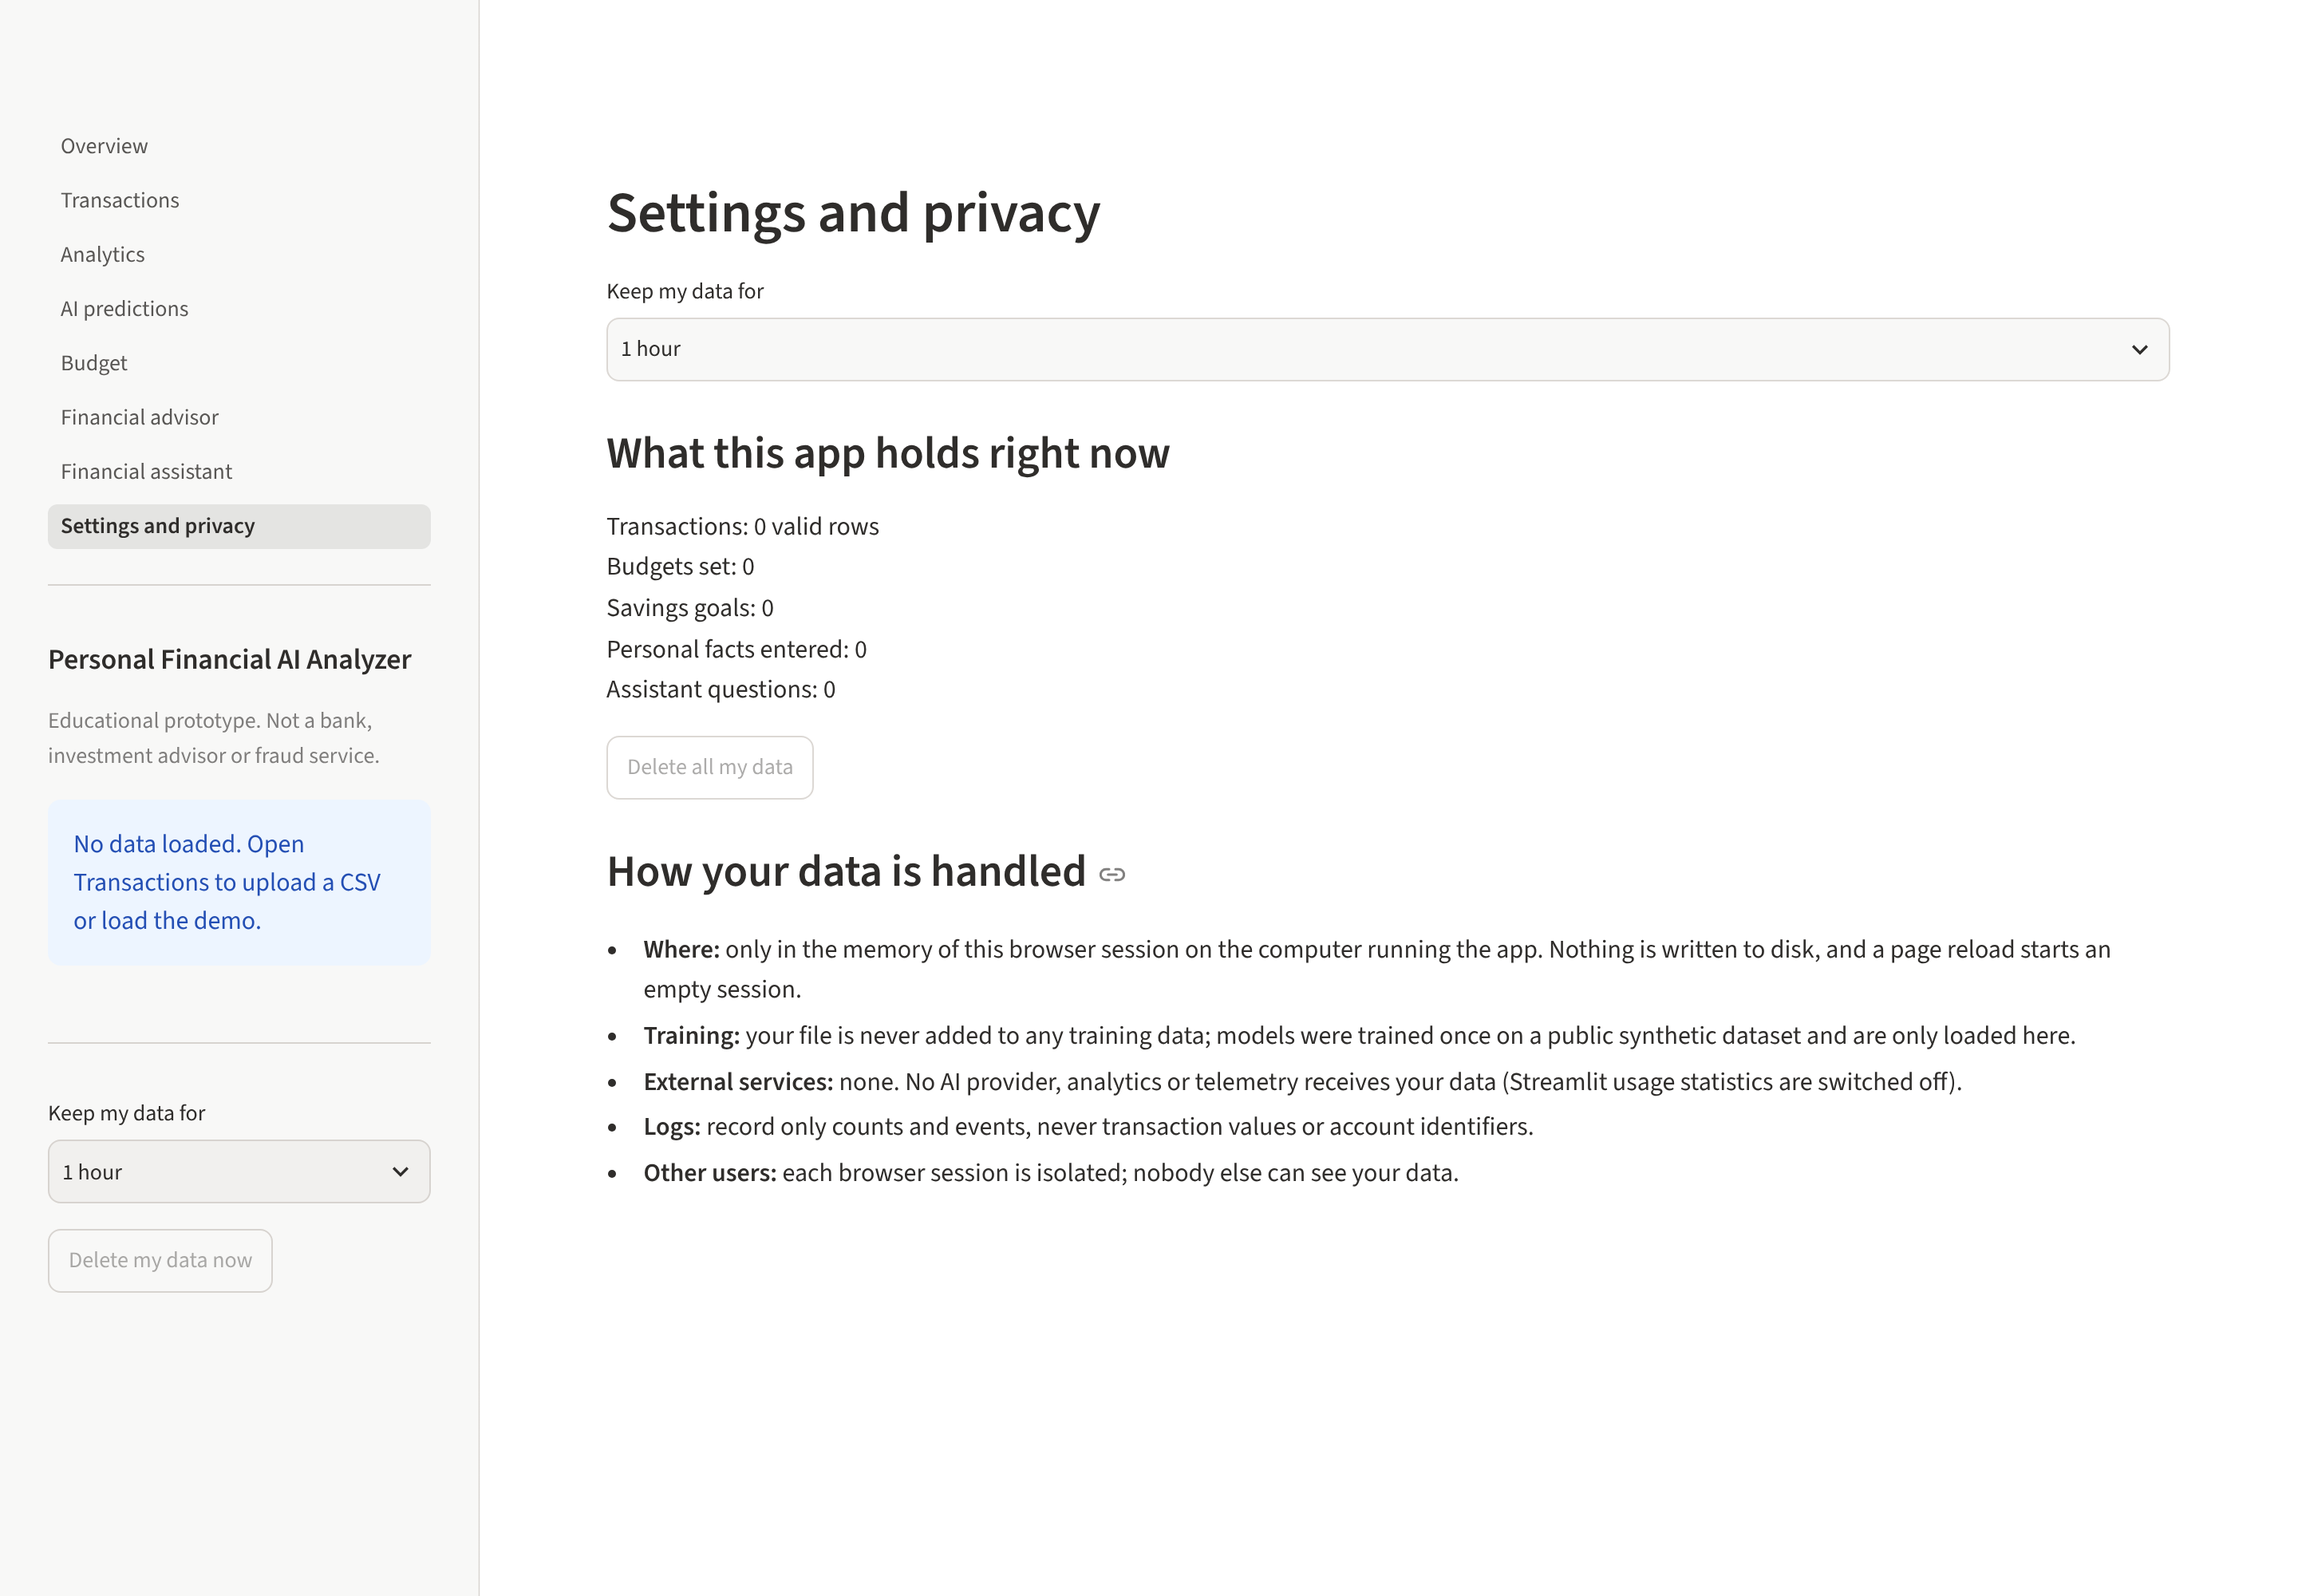 Overview
Transactions
Analytics
AI predictions
Budget
Financial advisor
Financial assistant
Settings and privacy
Personal Financial AI Analyzer
Educational prototype. Not a bank,
investment advisor or fraud service.
No data loaded. Open
Transactions to upload a CSV
or load the demo.
Keep my data for
1 hour
Delete my data now
Settings and privacy
Keep my data for
1 hour
What this app holds right now
Transactions: 0 valid rows
Budgets set: 0
Savings goals: 0
Personal facts entered: 0
Assistant questions: 0
Delete all my data
How your data is handled
• Where: only in the memory of this browser session on the computer running the app. Nothing is written to disk, and a page reload starts an
empty session.
• Training: your file is never added to any training data; models were trained once on a public synthetic dataset and are only loaded here.
• External services: none. No AI provider, analytics or telemetry receives your data (Streamlit usage statistics are switched off).
• Logs: record only counts and events, never transaction values or account identifiers.
• Other users: each browser session is isolated; nobody else can see your data.